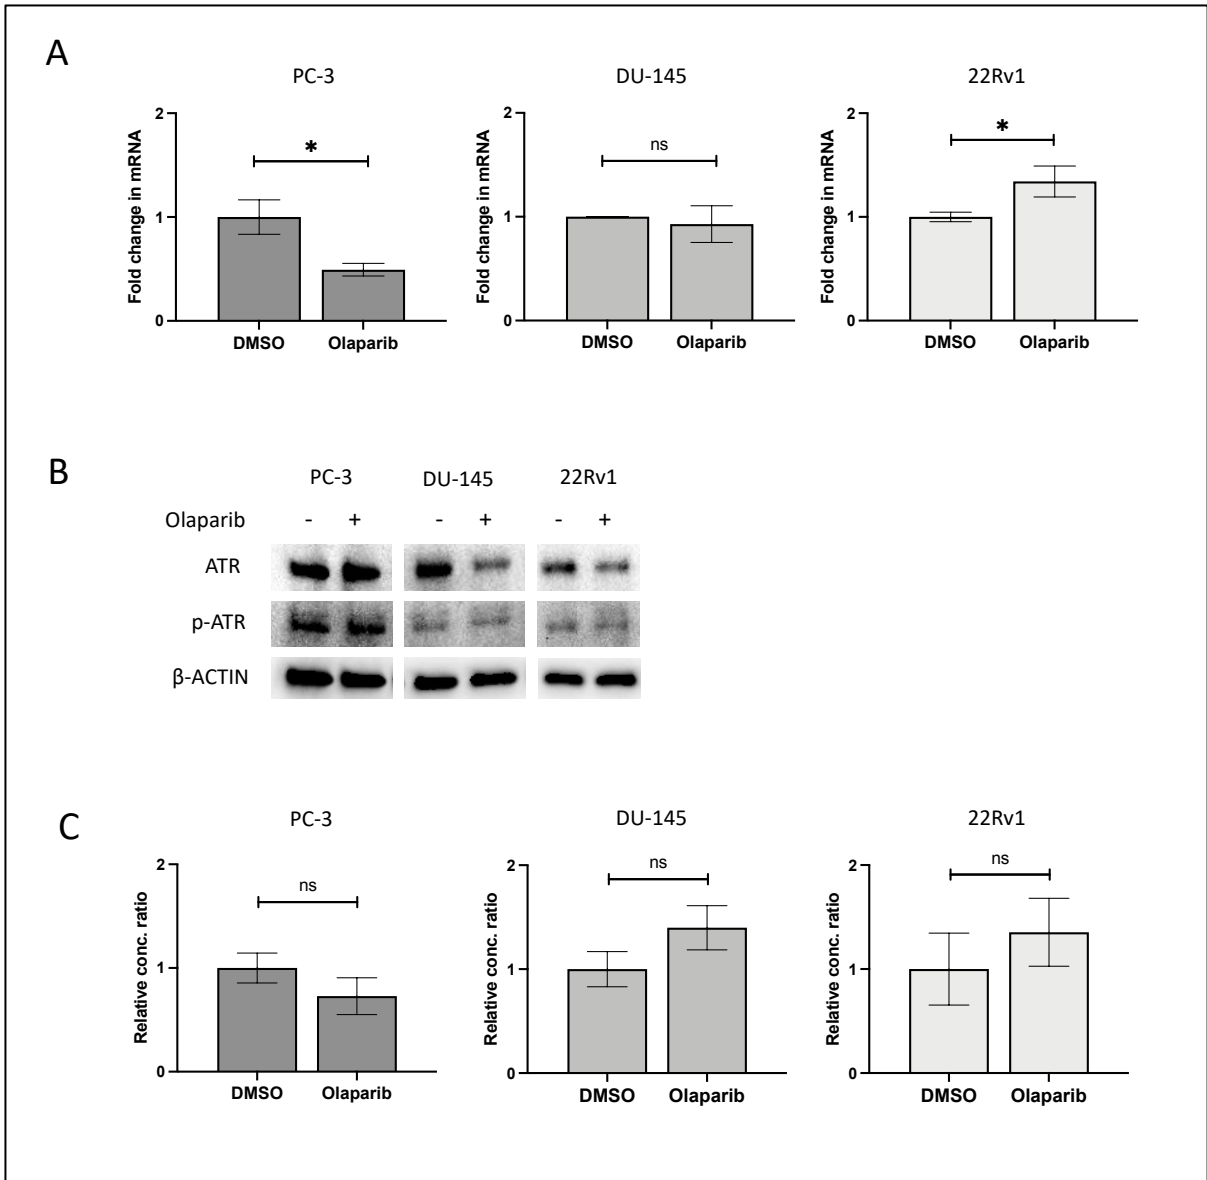 A
PC-3
DU-145
22Rv1
Fold change in mRNA
2
1
0
*
DMSO
Olaparib
Fold change in mRNA
2
1
0
ns
DMSO
Olaparib
Fold change in mRNA
2
1
0
*
DMSO
Olaparib
B
PC-3
DU-145
22Rv1
Olaparib - + - + - +
ATR
p-ATR
β-ACTIN
C
PC-3
DU-145
22Rv1
Relative conc. ratio
2
1
0
ns
DMSO
Olaparib
Relative conc. ratio
2
1
0
ns
DMSO
Olaparib
Relative conc. ratio
2
1
0
ns
DMSO
Olaparib